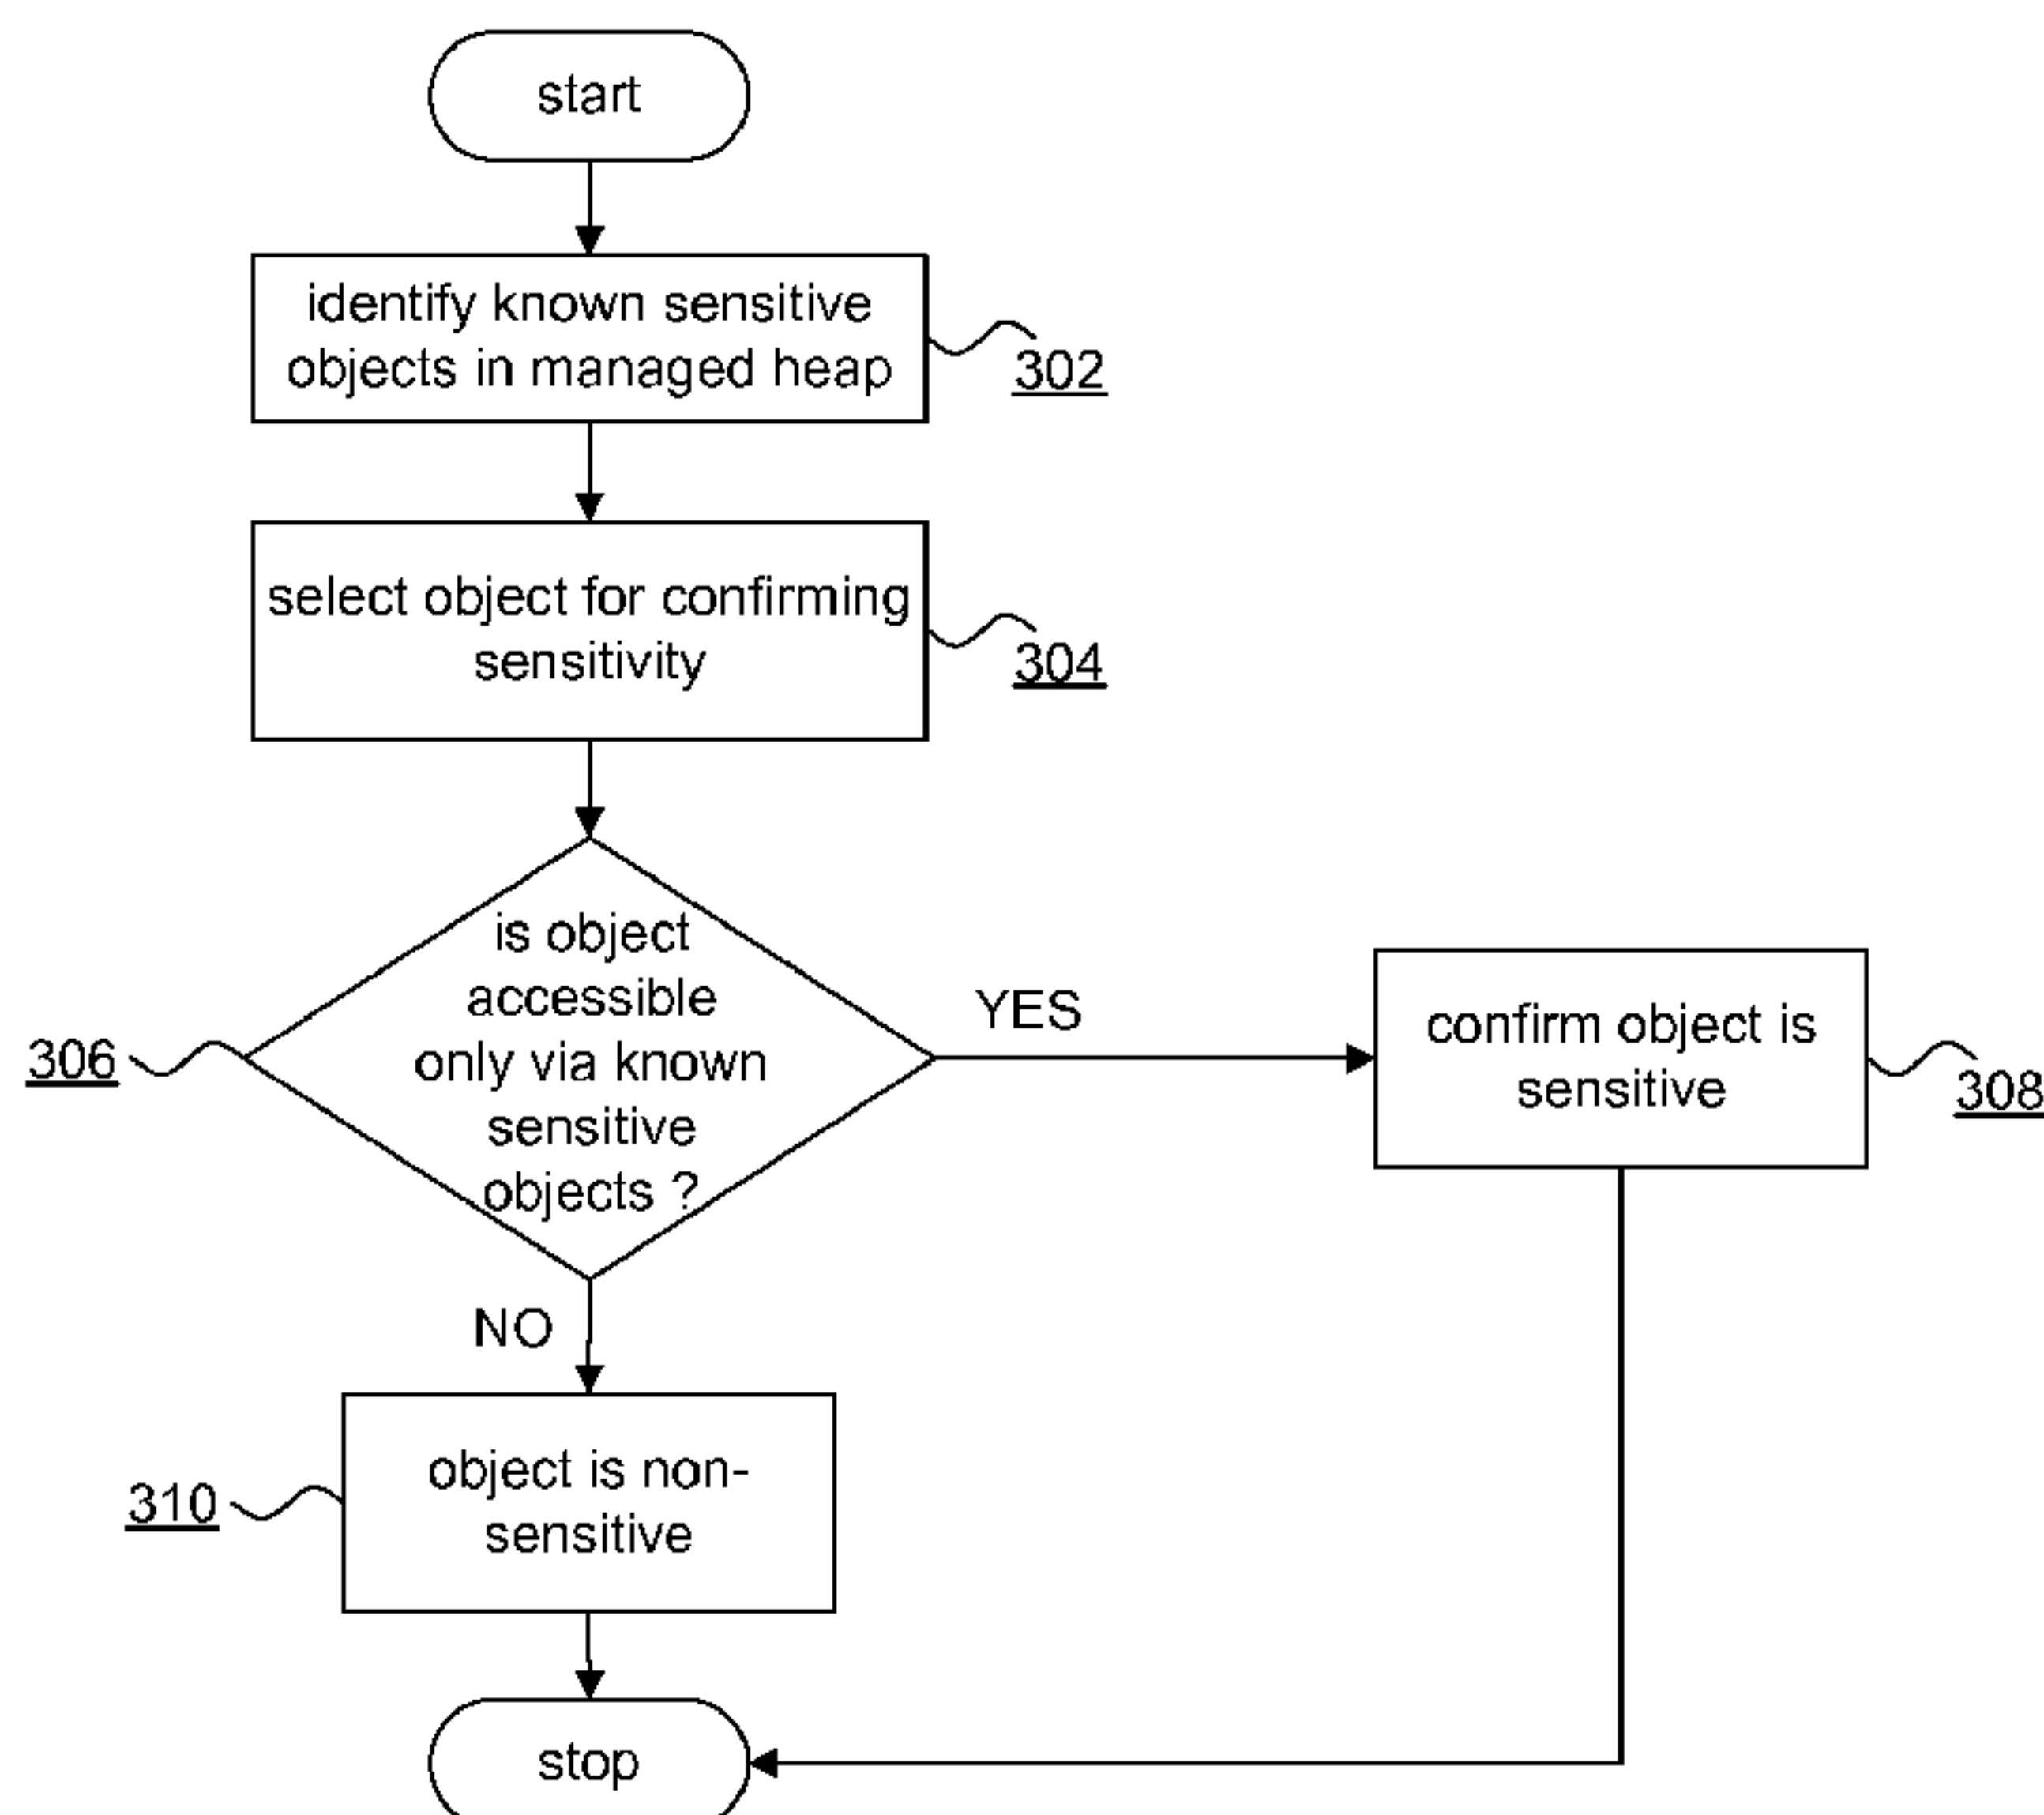 start
identify known sensitive
objects in managed heap
302
select object for confirming
sensitivity
304
is object
accessible
only via known
sensitive
objects ?
306
YES
confirm object is
sensitive
308
NO
object is non-
sensitive
310
stop